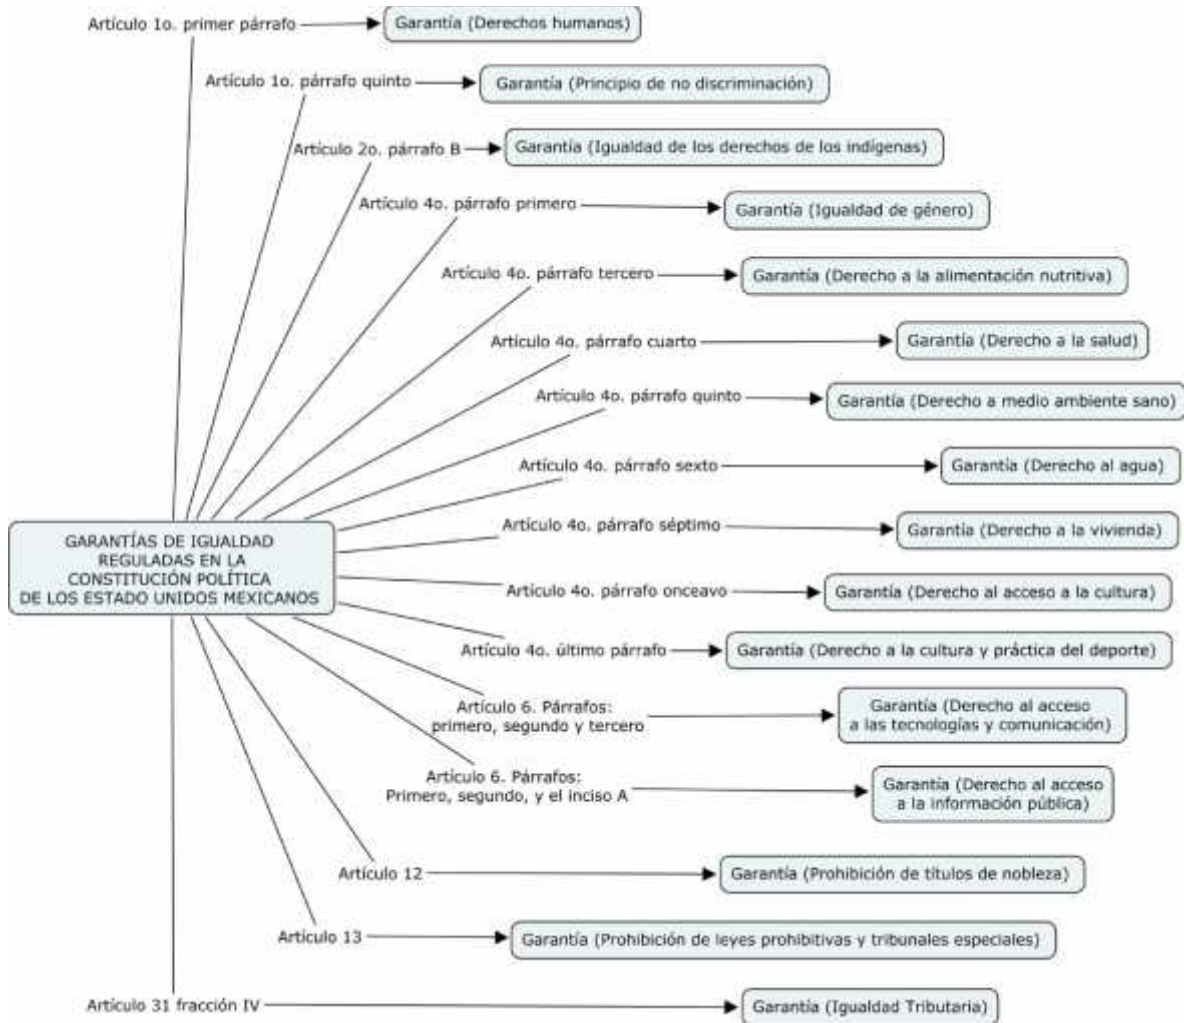 Artículo 1o. primer párrafo
Garantía (Derechos humanos)
Artículo 1o. párrafo quinto
Garantía (Principio de no discriminación)
Artículo 2o. párrafo B
Garantía (Igualdad de los derechos de los indígenas)
Artículo 4o. párrafo primero
Garantía (Igualdad de género)
Artículo 4o. párrafo tercero
Garantía (Derecho a la alimentación nutritiva)
Artículo 4o. párrafo cuarto
Garantía (Derecho a la salud)
Artículo 4o. párrafo quinto
Garantía (Derecho a medio ambiente sano)
Artículo 4o. párrafo sexto
Garantía (Derecho al agua)
GARANTÍAS DE IGUALDAD
REGULADAS EN LA
CONSTITUCIÓN POLÍTICA
DE LOS ESTADO UNIDOS MEXICANOS
Artículo 4o. párrafo séptimo
Garantía (Derecho a la vivienda)
Artículo 4o. párrafo onceavo
Garantía (Derecho al acceso a la cultura)
Artículo 4o. último párrafo
Garantía (Derecho a la cultura y práctica del deporte)
Artículo 6. Párrafos:
primero, segundo y tercero
Garantía (Derecho al acceso
a las tecnologías y comunicación)
Artículo 6. Párrafos:
Primero, segundo, y el inciso A
Garantía (Derecho al acceso
a la información pública)
Artículo 12
Garantía (Prohibición de títulos de nobleza)
Artículo 13
Garantía (Prohibición de leyes prohibitivas y tribunales especiales)
Artículo 31 fracción IV
Garantía (Igualdad Tributaria)